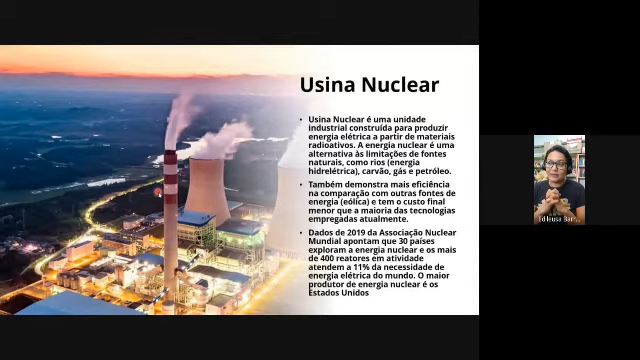 Usina Nuclear
• Usina Nuclear é uma unidade
industrial construída para produzir
energia elétrica a partir de materiais
radioativos. A energia nuclear é uma
alternativa às limitações de fontes
naturais, como rios (energia
hidrelétrica), carvão, gás e petróleo.
• Também demonstra mais eficiência
na comparação com outras fontes de
energia (eólica) e tem o custo final
menor que a maioria das tecnologias
empregadas atualmente.
• Dados de 2019 da Associação Nuclear
Mundial apontam que 30 países
exploram a energia nuclear e os mais
de 400 reatores em atividade
atendem a 11% da necessidade de
energia elétrica do mundo. O maior
produtor de energia nuclear é os
Estados Unidos
Edileusa